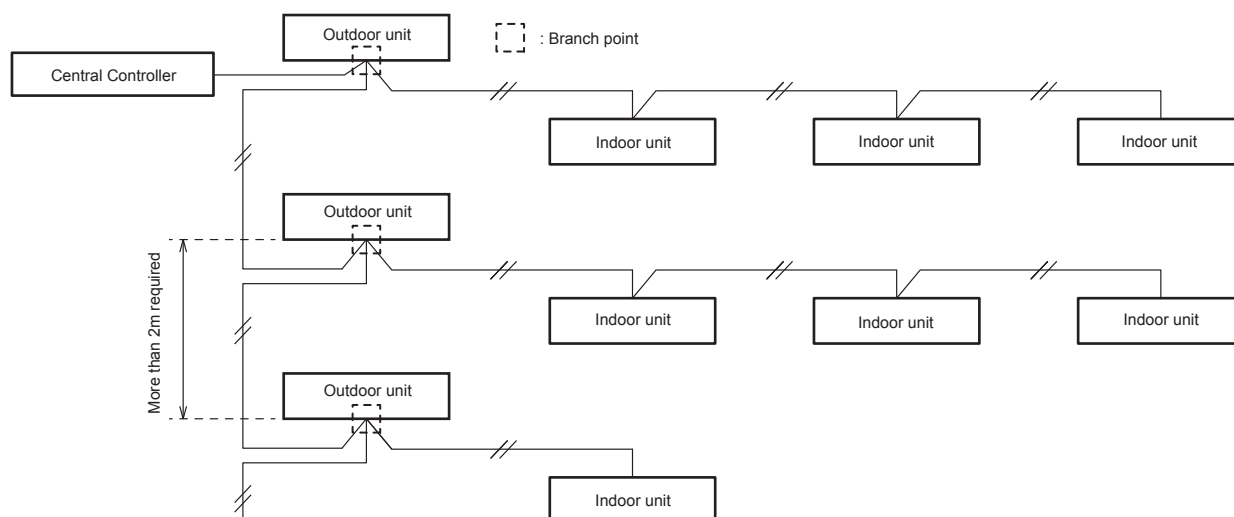 Outdoor unit
: Branch point
Central Controller
Indoor unit
Indoor unit
Indoor unit
Outdoor unit
More than 2m required
Indoor unit
Indoor unit
Indoor unit
Outdoor unit
Indoor unit